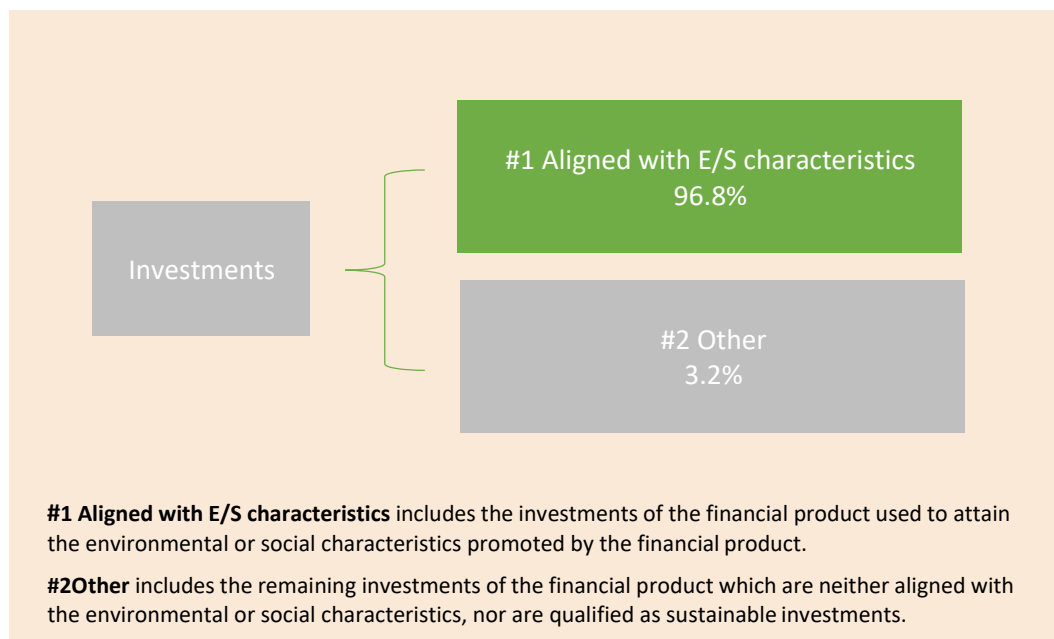 #1 Aligned with E/S characteristics
96.8%
Investments
#2 Other
3.2%
#1 Aligned with E/S characteristics includes the investments of the financial product used to attain
the environmental or social characteristics promoted by the financial product.
#2Other includes the remaining investments of the financial product which are neither aligned with
the environmental or social characteristics, nor are qualified as sustainable investments.